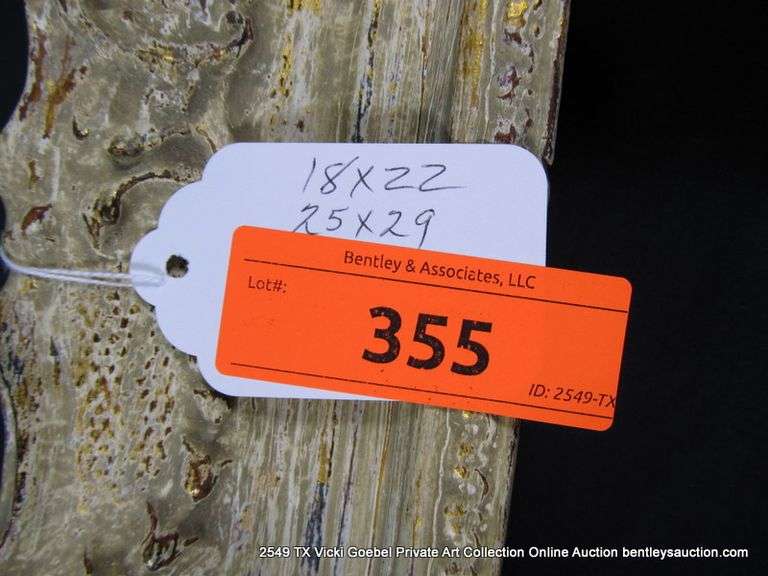 18X22
25X29
Bentley & Associates, LLC
Lot#:
355
ID: 2549-TX
2549 TX Vicki Goebel Private Art Collection Online Auction bentleysauction.com